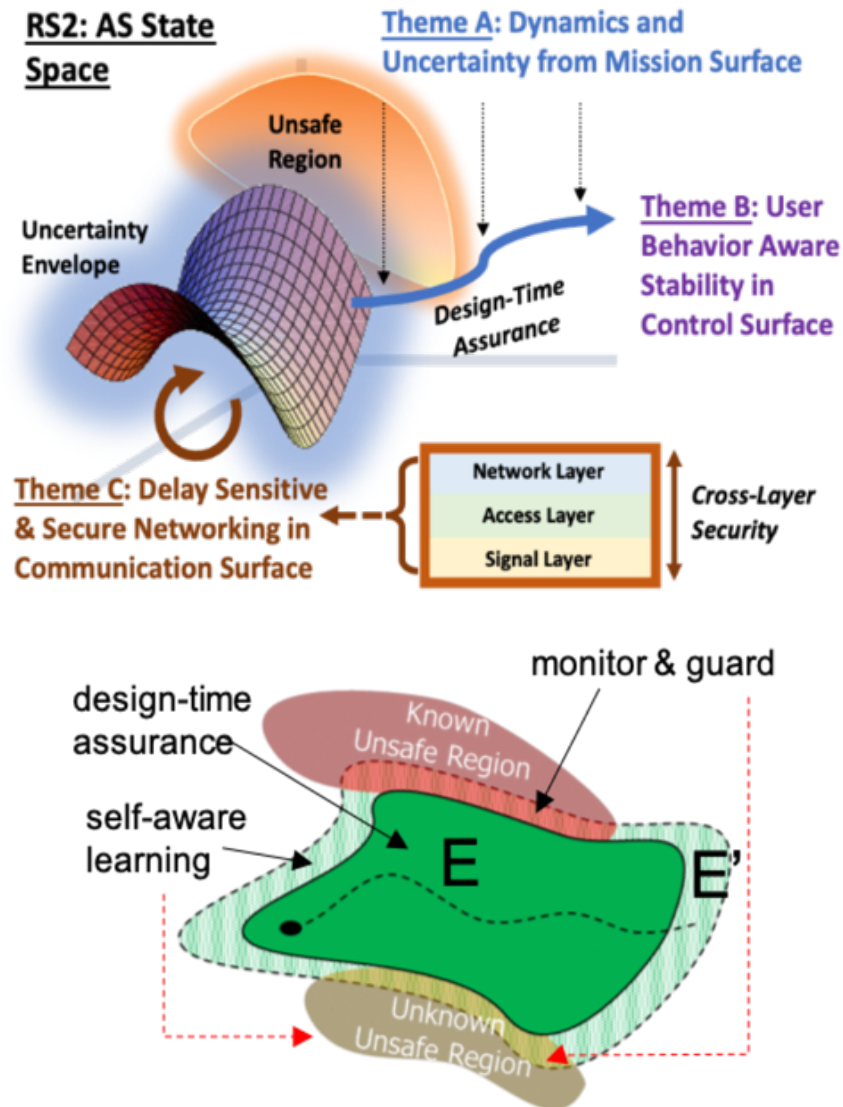 RS2: AS State
Space
Theme A: Dynamics and
Uncertainty from Mission Surface
Unsafe
Region
Uncertainty
Envelope
Theme B: User
Behavior Aware
Stability in
Control Surface
Design-Time
Assurance
Theme C: Delay Sensitive
& Secure Networking in
Communication Surface
Network Layer
Access Layer
Signal Layer
Cross-Layer
Security
monitor & guard
design-time
assurance
Known
Unsafe Region
self-aware
learning
E
E'
Unknown
Unsafe Region